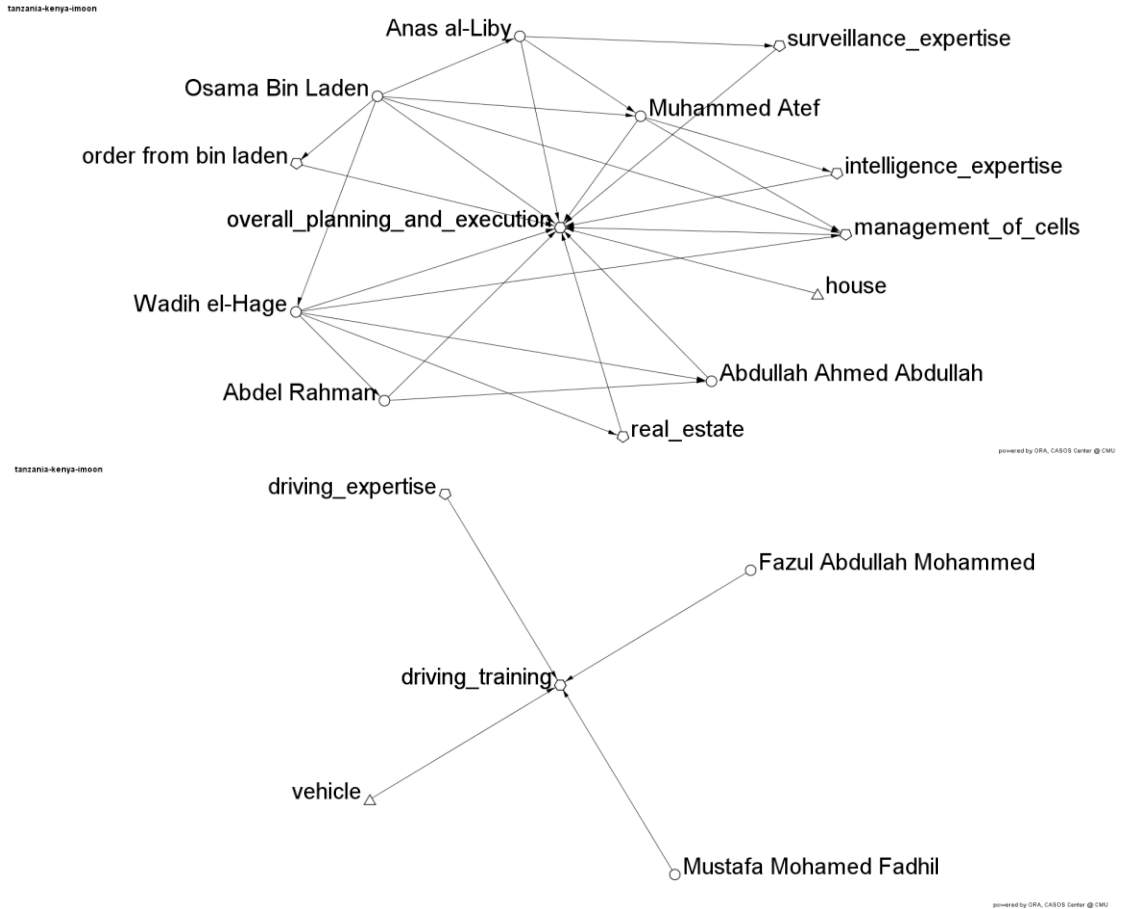 tanzania-kenya-imoon
Anas al-Liby
surveillance_expertise
Osama Bin Laden
Muhammed Atef
order from bin laden
intelligence_expertise
overall_planning_and_execution
management_of_cells
house
Wadih el-Hage
Abdullah Ahmed Abdullah
Abdel Rahman
real_estate
powered by ORA, CASOS Center @ CMU
tanzania-kenya-imoon
driving_expertise
Fazul Abdullah Mohammed
driving_training
vehicle
Mustafa Mohamed Fadhil
powered by ORA, CASOS Center @ CMU